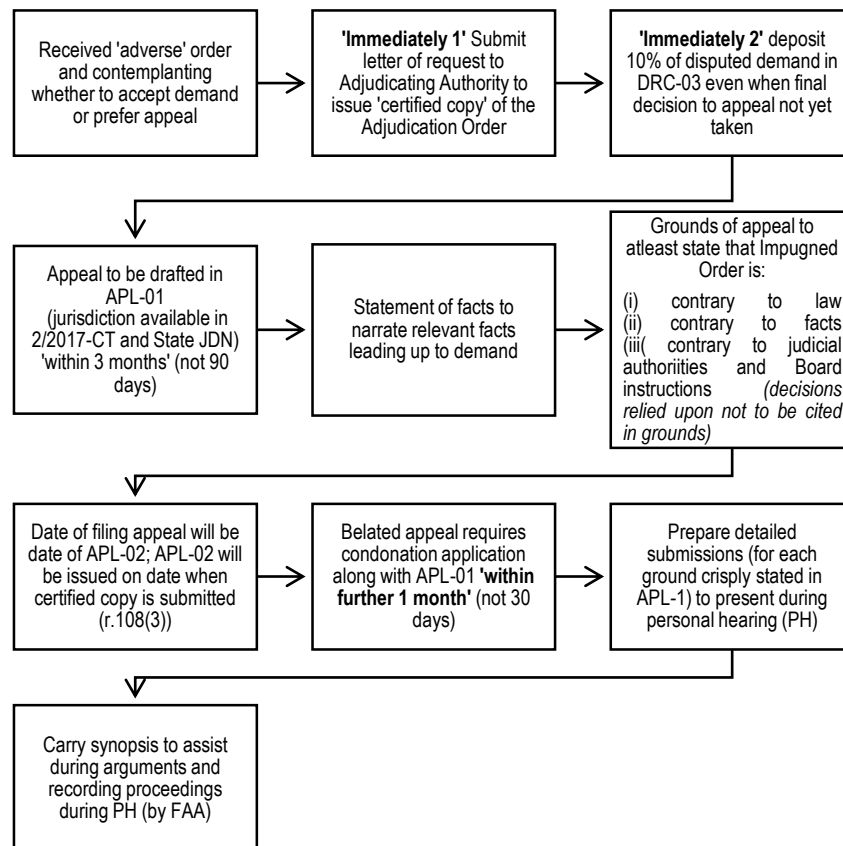 Received 'adverse' order
and contemplanting
whether to accept demand
or prefer appeal
'Immediately 1' Submit
letter of request to
Adjudicating Authority to
issue 'certified copy' of the
Adjudication Order
'Immediately 2' deposit
10% of disputed demand in
DRC-03 even when final
decision to appeal not yet
taken
Appeal to be drafted in
APL-01
(jurisdiction available in
2/2017-CT and State JDN)
'within 3 months' (not 90
days)
Statement of facts to
narrate relevant facts
leading up to demand
Grounds of appeal to
atleast state that Impugned
Order is:
(i) contrary to law
(ii) contrary to facts
(iii( contrary to judicial
authoriities and Board
instructions (decisions
relied upon not to be cited
in grounds)
Date of filing appeal will be
date of APL-02; APL-02 will
be issued on date when
certified copy is submitted
(r.108(3))
Belated appeal requires
condonation application
along with APL-01 'within
further 1 month' (not 30
days)
Prepare detailed
submissions (for each
ground crisply stated in
APL-1) to present during
personal hearing (PH)
Carry synopsis to assist
during arguments and
recording proceedings
during PH (by FAA)